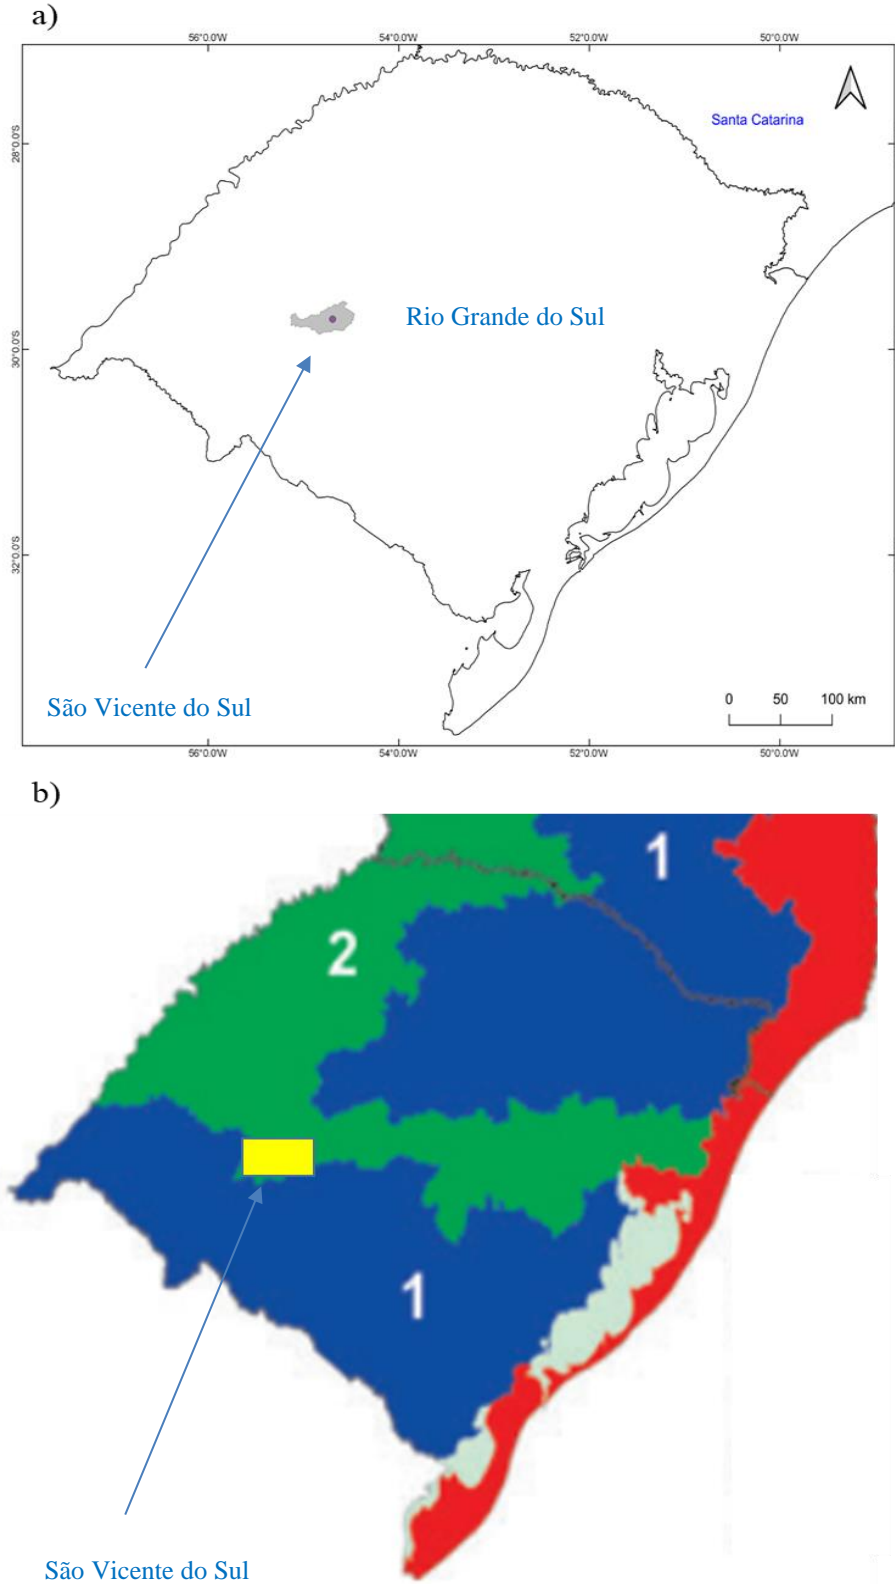 a)
56°0.0'W 54°0.0'W 52°0.0'W 50°0.0'W
Santa Catarina
28°0.0'S
Rio Grande do Sul
30°0.0'S
32°0.0'S
São Vicente do Sul
0 50 100 km
56°0.0'W 54°0.0'W 52°0.0'W 50°0.0'W
b)
1
2
1
São Vicente do Sul